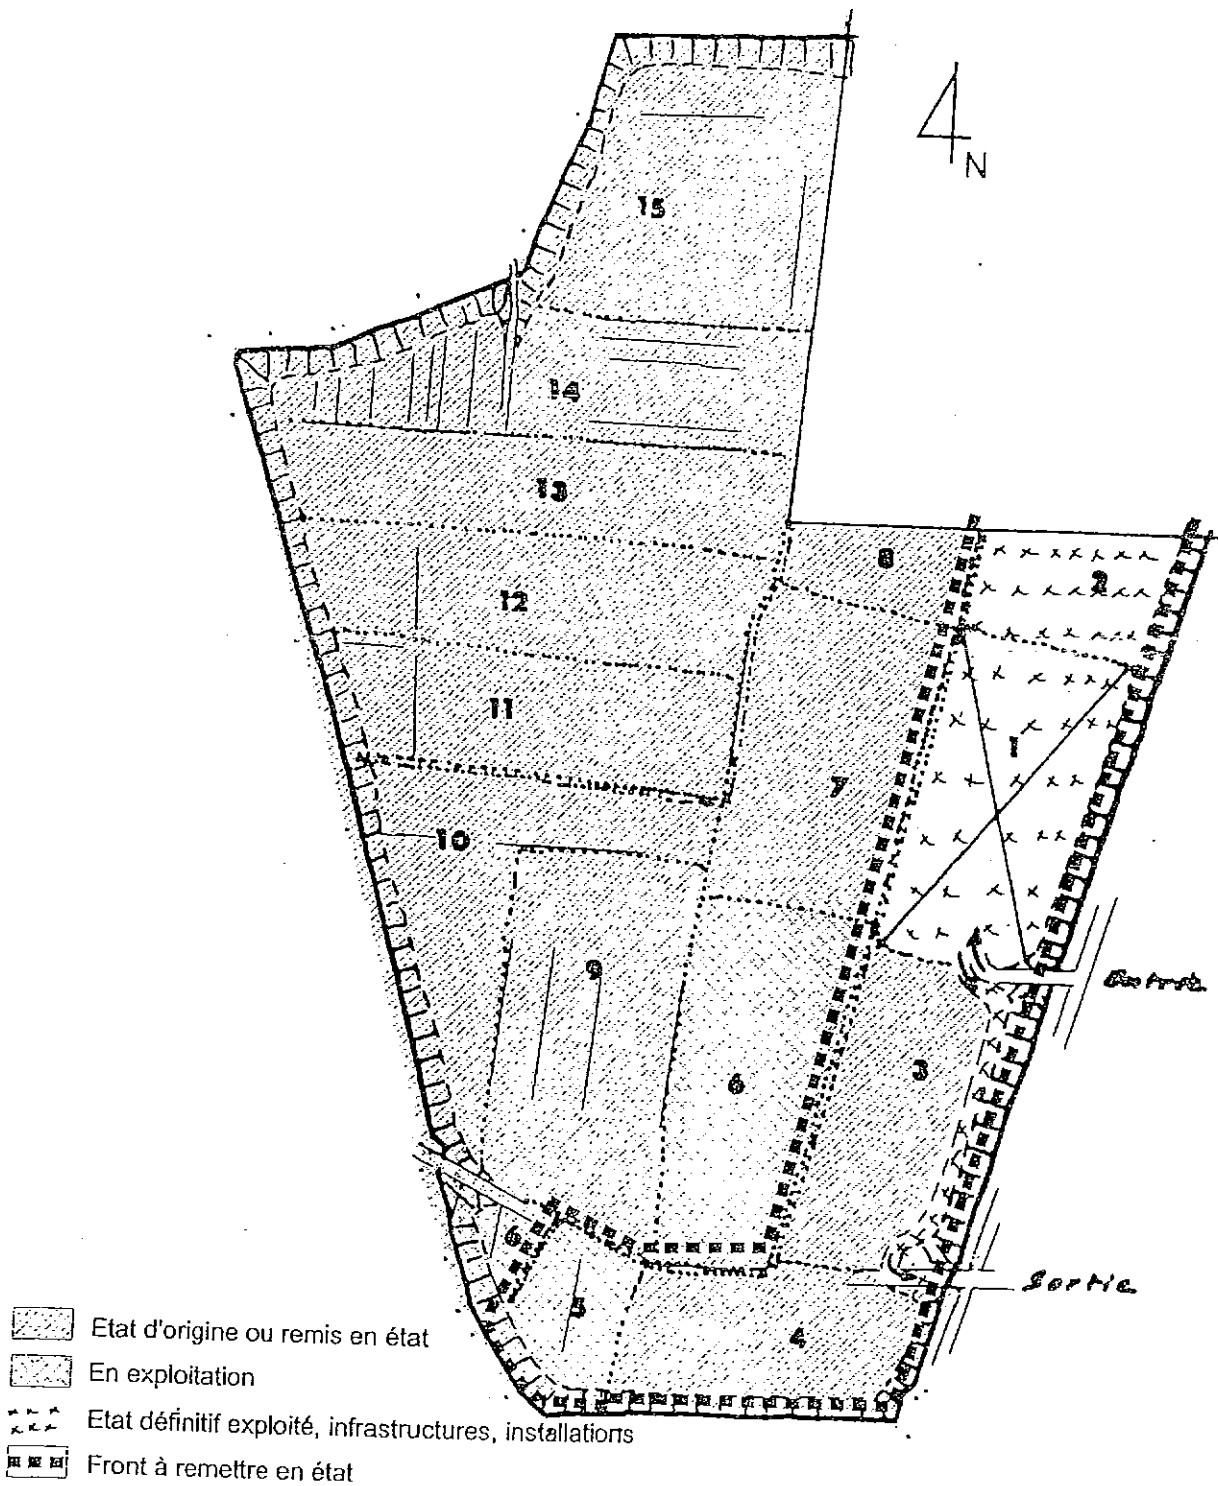 N
15
14
13
8
2
12
11
1
7
10
9
6
3
6
5
4
Sortie
Etat d'origine ou remis en état
En exploitation
Etat définitif exploité, infrastructures, installations
Front à remettre en état